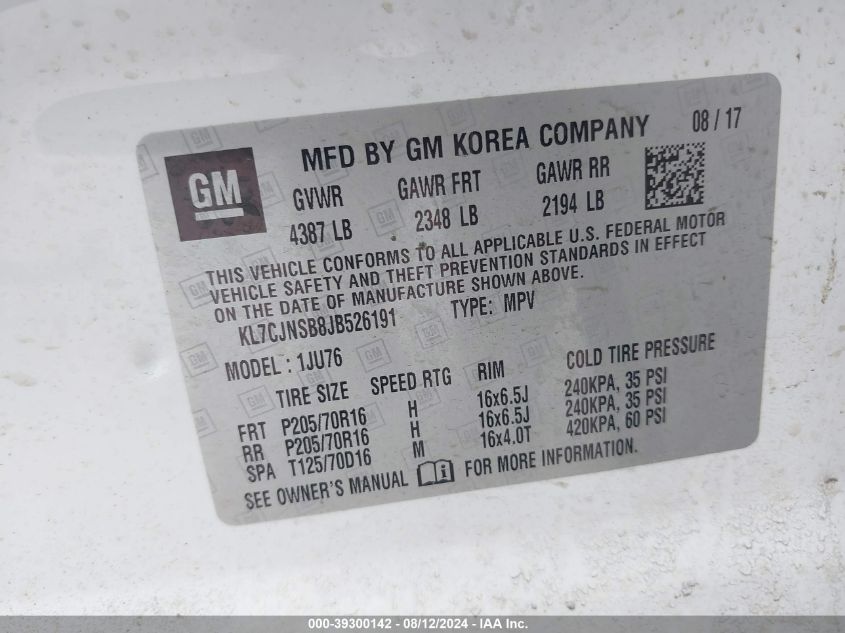 GM
MFD BY GM KOREA COMPANY 08 / 17
GVWR GAWR FRT GAWR RR
4387 LB 2348 LB 2194 LB
THIS VEHICLE CONFORMS TO ALL APPLICABLE U.S. FEDERAL MOTOR
VEHICLE SAFETY AND THEFT PREVENTION STANDARDS IN EFFECT
ON THE DATE OF MANUFACTURE SHOWN ABOVE.
KL7CJNSB8JB526191 TYPE: MPV
MODEL: 1JU76
TIRE SIZE SPEED RTG RIM COLD TIRE PRESSURE
FRT P205/70R16 H 16x6.5J 240KPA, 35 PSI
RR P205/70R16 H 16x6.5J 240KPA, 35 PSI
SPA T125/70D16 M 16x4.0T 420KPA, 60 PSI
SEE OWNER'S MANUAL FOR MORE INFORMATION.
000-39300142 - 08/12/2024 - IAA Inc.